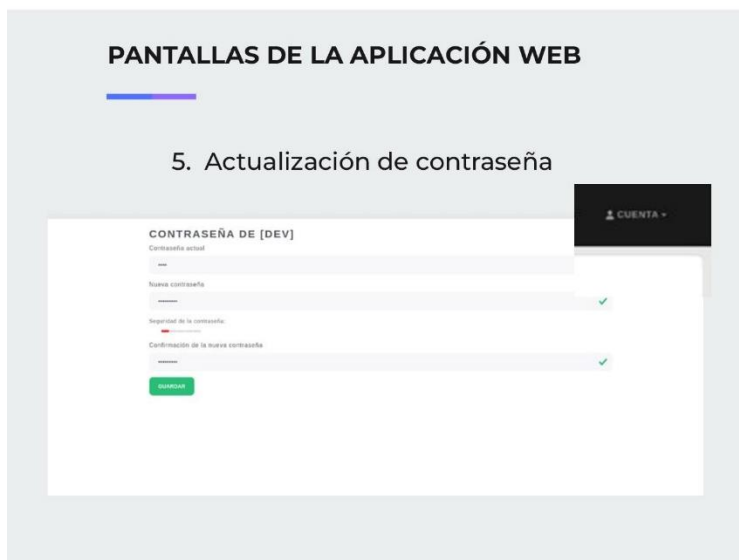 PANTALLAS DE LA APLICACIÓN WEB
5. Actualización de contraseña
CUENTA
CONTRASEÑA DE [DEV]
Contraseña actual
Nueva contraseña
Seguridad de la contraseña:
Confirmación de la nueva contraseña
GUARDAR